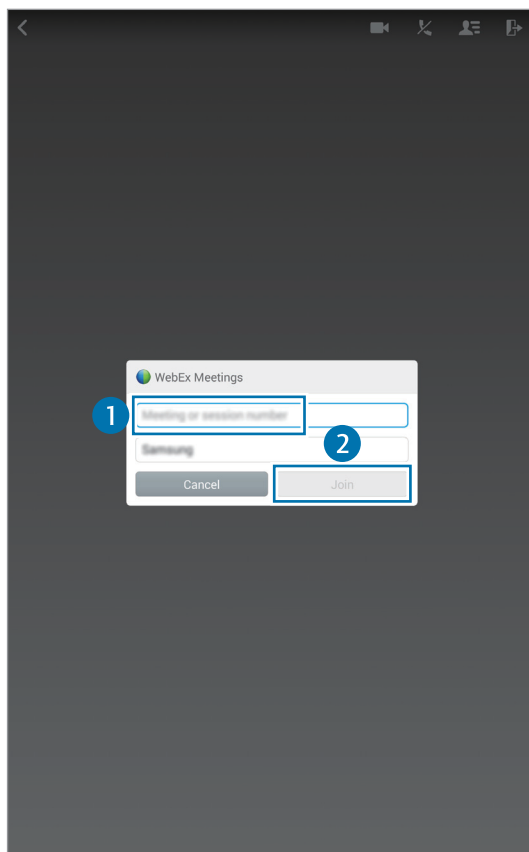 WebEx Meetings
1
Meeting or session number
2
Samsung
Cancel
Join